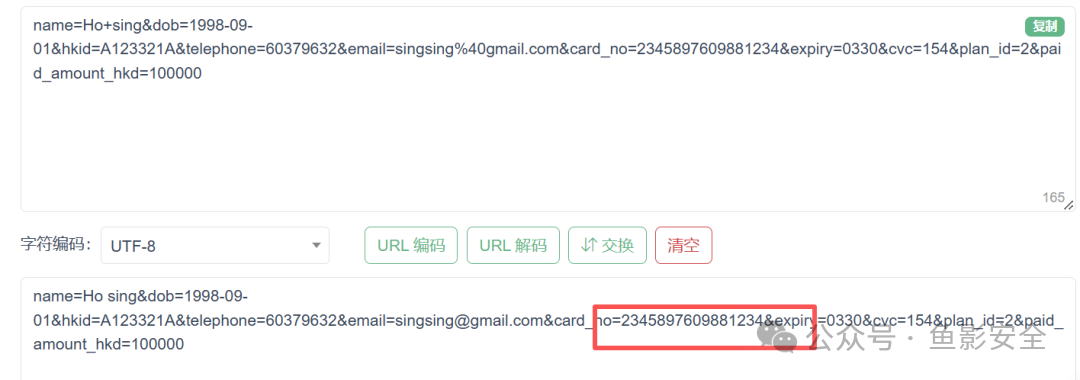 name=Ho+sing&dob=1998-09-
复制
01&hkid=A123321A&telephone=60379632&email=singsing%40gmail.com&card_no=2345897609881234&expiry=0330&cvc=154&plan_id=2&pai
d_amount_hkd=100000
165
字符编码: UTF-8 URL 编码 URL 解码 交换 清空
name=Ho sing&dob=1998-09-
01&hkid=A123321A&telephone=60379632&email=singsing@gmail.com&card_no=2345897609881234&expiry=0330&cvc=154&plan_id=2&paid_
amount_hkd=100000
公众号 · 鱼影安全